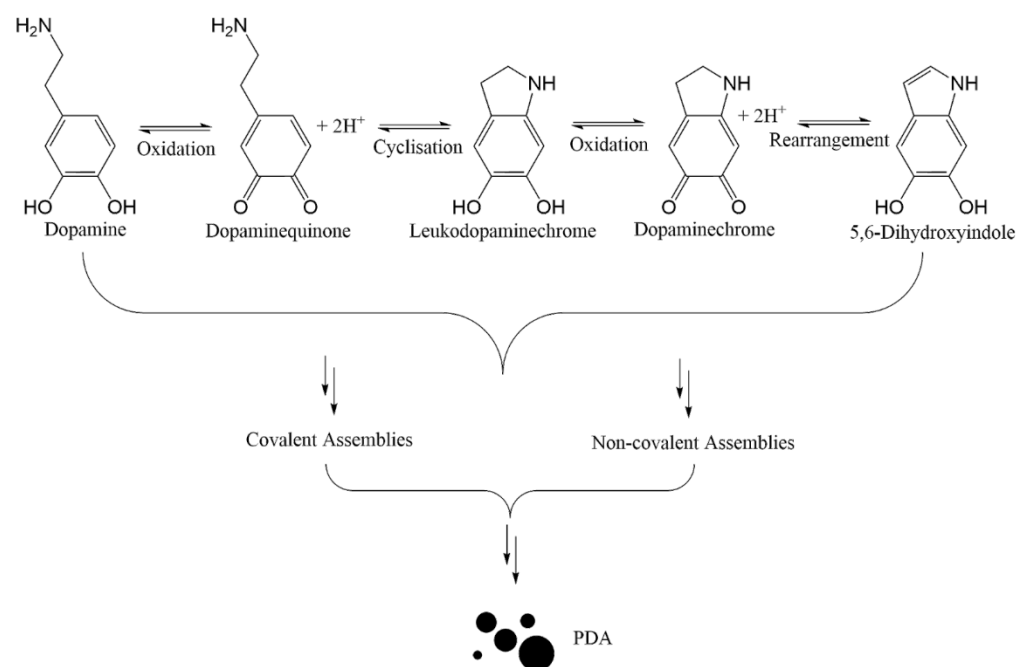 H₂N
HO
OH
Dopamine
Oxidation
H₂N
O
O
Dopaminequinone
+ 2H⁺
Cyclisation
NH
HO
OH
Leukodopaminechrome
Oxidation
NH
O
O
Dopaminechrome
+ 2H⁺
Rearrangement
NH
HO
OH
5,6-Dihydroxyindole
Covalent Assemblies
Non-covalent Assemblies
PDA